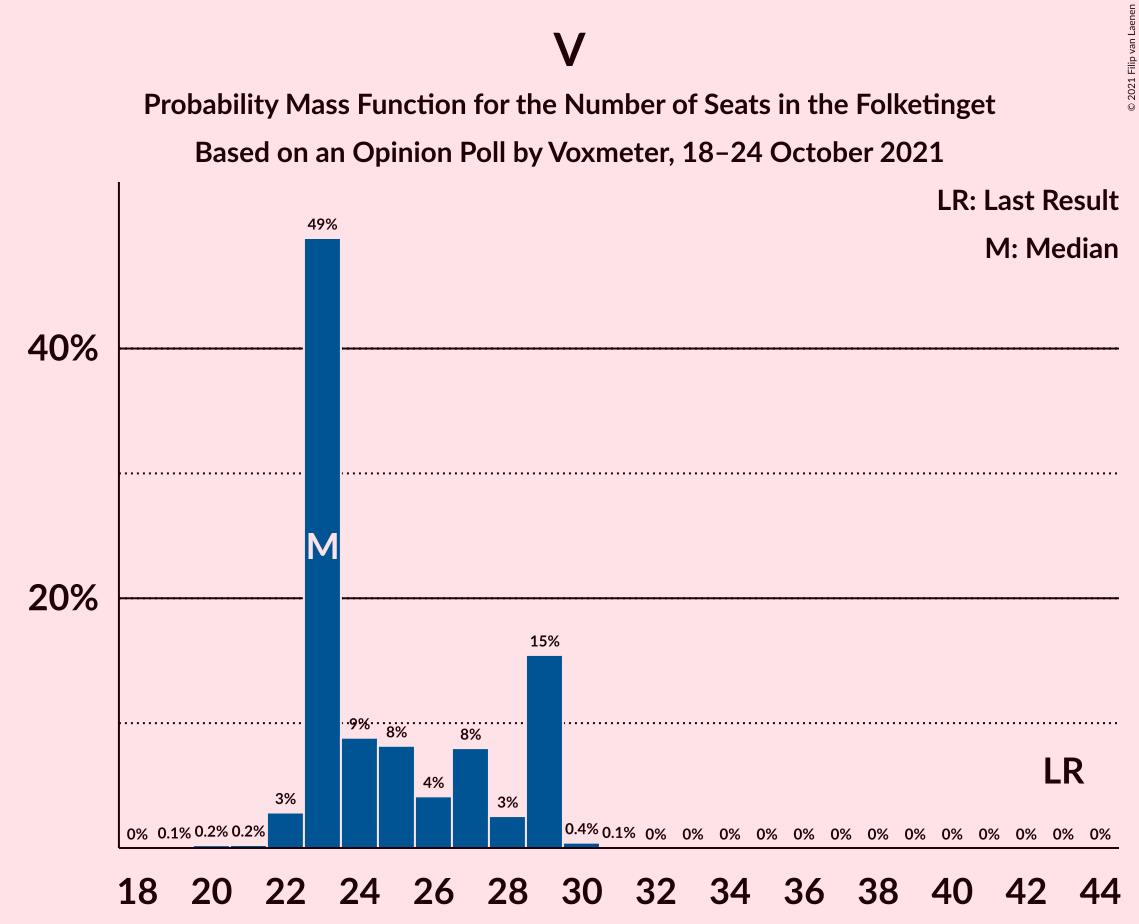 V
Probability Mass Function for the Number of Seats in the Folketinget
Based on an Opinion Poll by Voxmeter, 18–24 October 2021
© 2021 Filip van Laenen
LR: Last Result
M: Median
49%
40%
M
20%
15%
9%
8%
8%
LR
4%
3%
3%
0% 0.1% 0.2% 0.2% 0.4% 0.1% 0% 0% 0% 0% 0% 0% 0% 0% 0% 0% 0% 0% 0%
18 20 22 24 26 28 30 32 34 36 38 40 42 44